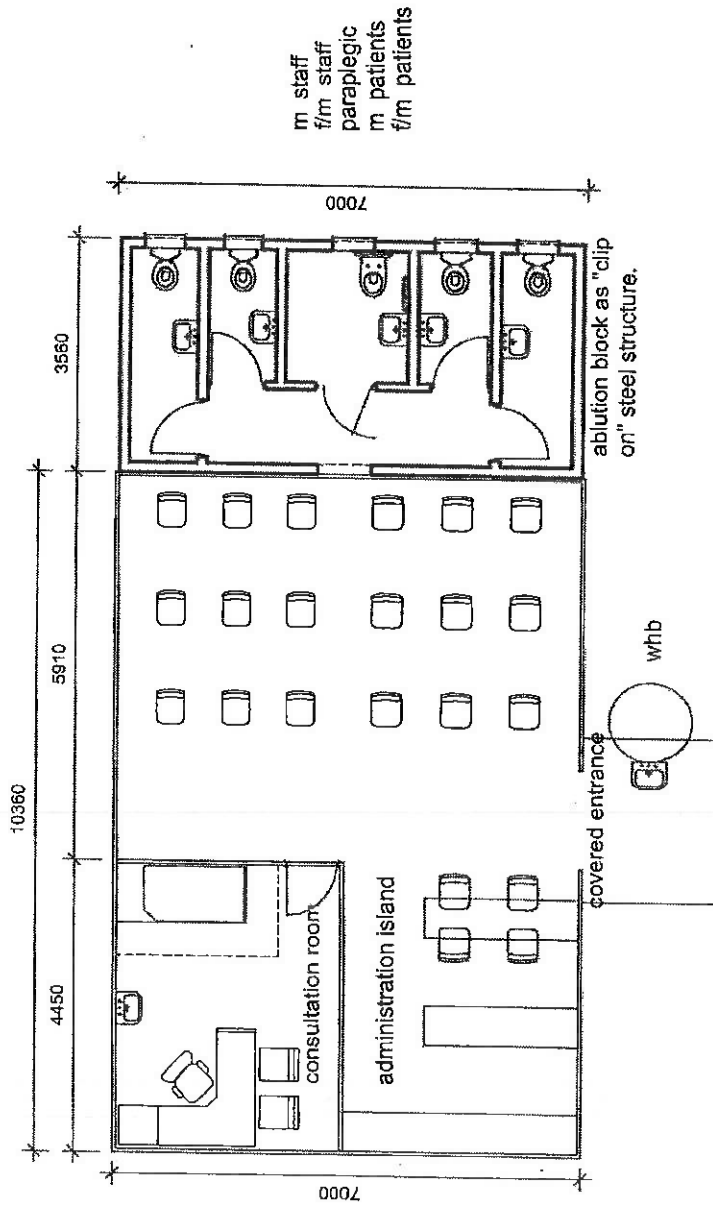 10360
4450
5910
3560
7000
7000
m staff
f/m staff
paraplegic
m patients
f/m patients
consultation room
administration island
covered entrance
whb
ablution block as "clip
on" steel structure.